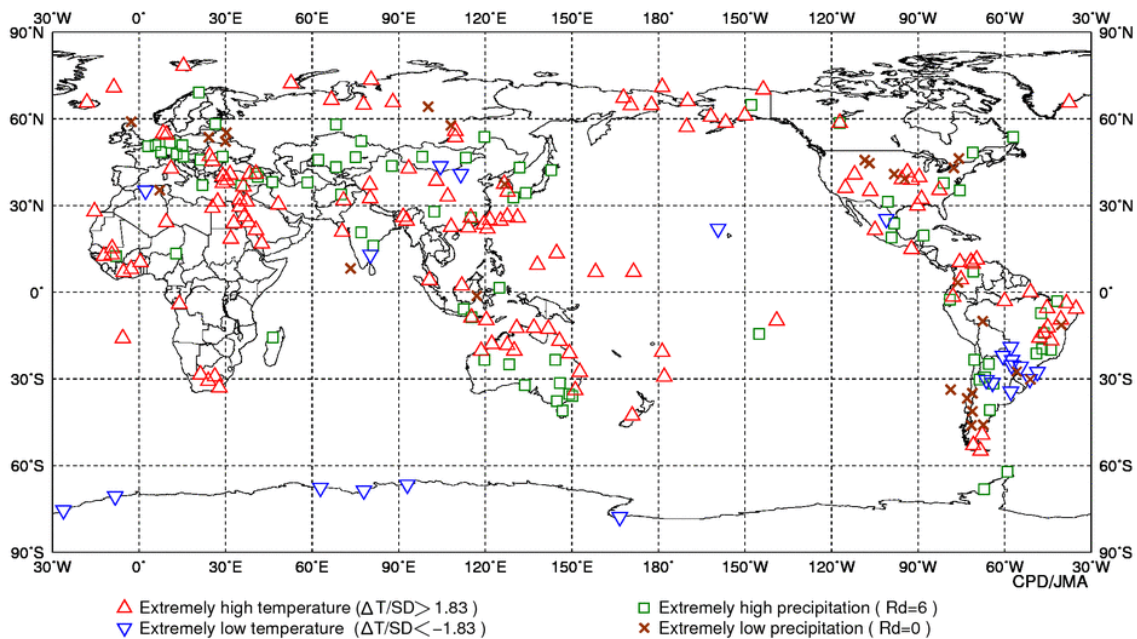 30°W 0° 30°E 60°E 90°E 120°E 150°E 180° 150°W 120°W 90°W 60°W 30°W
90°N 90°N
60°N 60°N
30°N 30°N
0° 0°
30°S 30°S
60°S 60°S
90°S 90°S
30°W 0° 30°E 60°E 90°E 120°E 150°E 180° 150°W 120°W 90°W 60°W 30°W
CPD/JMA
Extremely high temperature (ΔT/SD>1.83) Extremely high precipitation ( Rd=6 )
Extremely low temperature (ΔT/SD<−1.83) Extremely low precipitation ( Rd=0 )